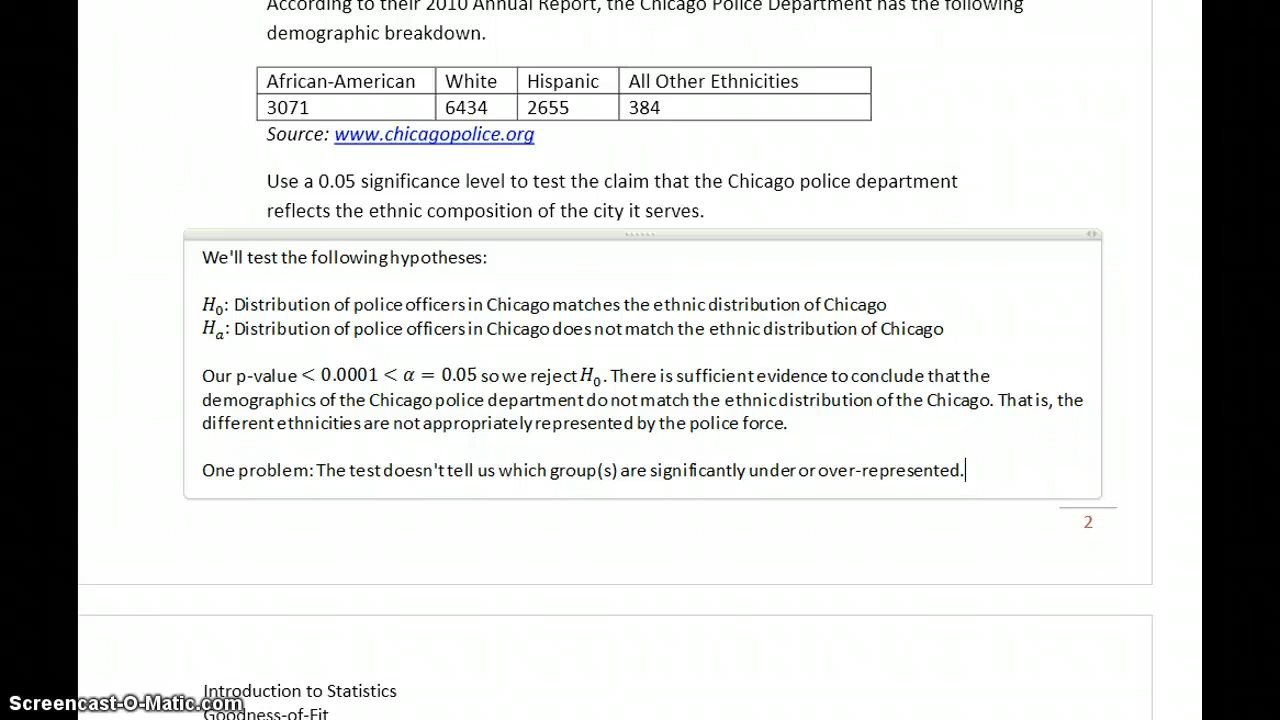 According to their 2010 Annual Report, the Chicago Police Department has the following
demographic breakdown.
African-American White Hispanic All Other Ethnicities
3071 6434 2655 384
Source: www.chicagopolice.org
Use a 0.05 significance level to test the claim that the Chicago police department
reflects the ethnic composition of the city it serves.
We'll test the following hypotheses:
H₀: Distribution of police officers in Chicago matches the ethnic distribution of Chicago
Hₐ: Distribution of police officers in Chicago does not match the ethnic distribution of Chicago
Our p-value < 0.0001 < α = 0.05 so we reject H₀. There is sufficient evidence to conclude that the
demographics of the Chicago police department do not match the ethnic distribution of the Chicago. That is, the
different ethnicities are not appropriately represented by the police force.
One problem: The test doesn't tell us which group(s) are significantly under or over-represented.
2
Introduction to Statistics
Goodness-of-Fit
Screencast-O-Matic.com